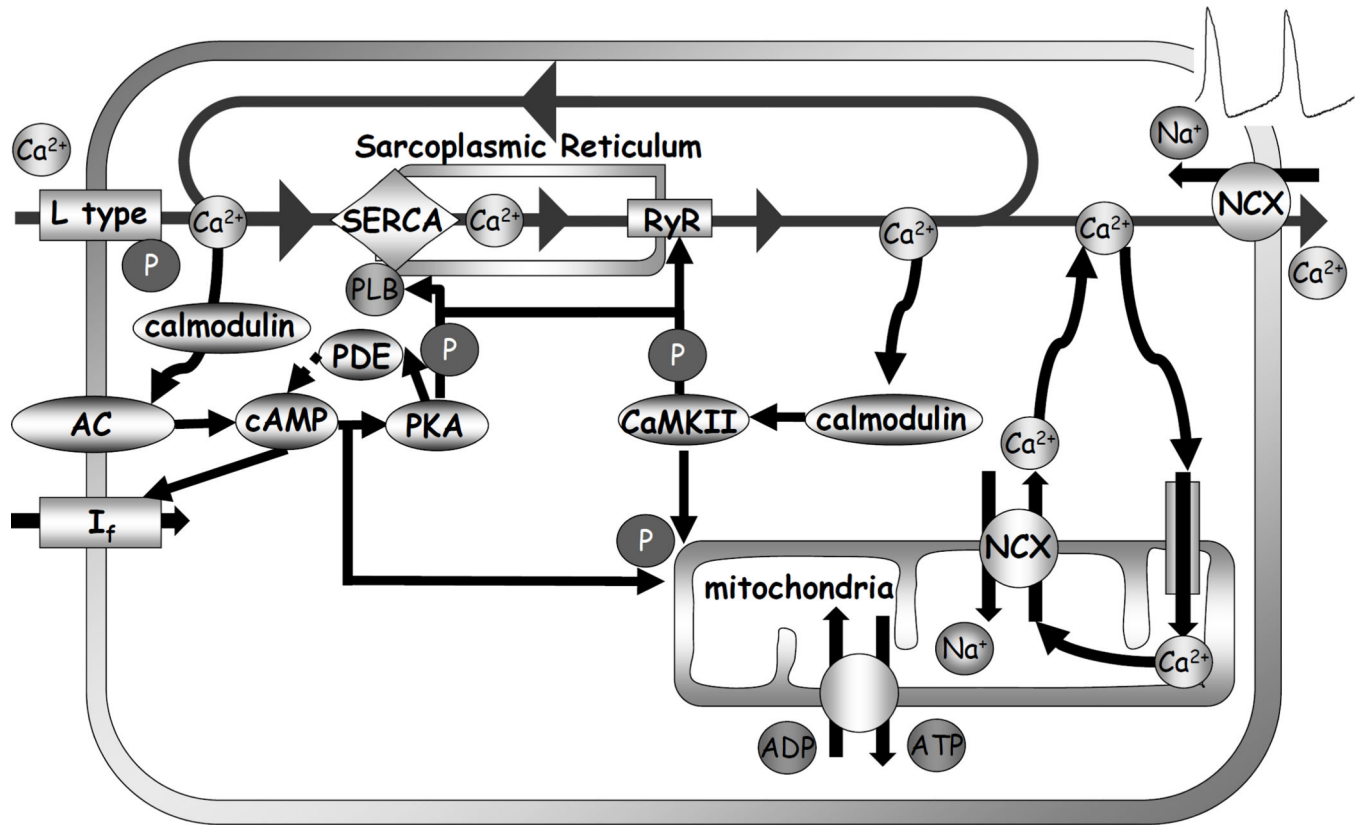 Ca²⁺
Na⁺
Sarcoplasmic Reticulum
L type
Ca²⁺
SERCA
Ca²⁺
RyR
Ca²⁺
Ca²⁺
NCX
Ca²⁺
P
PLB
calmodulin
PDE
P
P
AC
cAMP
PKA
CaMKII
calmodulin
Ca²⁺
I_f
P
NCX
mitochondria
Na⁺
Ca²⁺
ADP
ATP